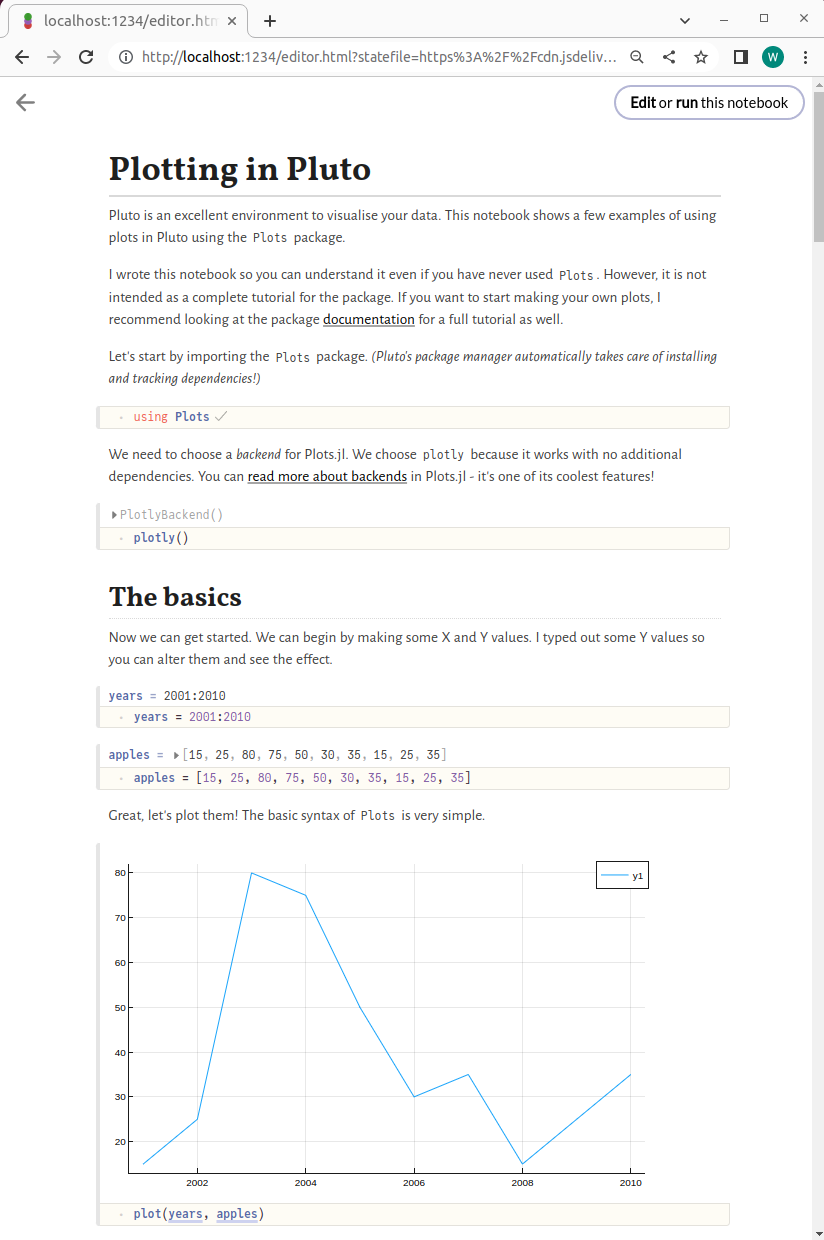 localhost:1234/editor.htm
http://localhost:1234/editor.html?statefile=https%3A%2F%2Fcdn.jsdeliv...
W
Edit or run this notebook
Plotting in Pluto
Pluto is an excellent environment to visualise your data. This notebook shows a few examples of using
plots in Pluto using the Plots package.
I wrote this notebook so you can understand it even if you have never used Plots. However, it is not
intended as a complete tutorial for the package. If you want to start making your own plots, I
recommend looking at the package documentation for a full tutorial as well.
Let's start by importing the Plots package. (Pluto's package manager automatically takes care of installing
and tracking dependencies!)
using Plots
We need to choose a backend for Plots.jl. We choose plotly because it works with no additional
dependencies. You can read more about backends in Plots.jl - it's one of its coolest features!
PlotlyBackend()
plotly()
The basics
Now we can get started. We can begin by making some X and Y values. I typed out some Y values so
you can alter them and see the effect.
years = 2001:2010
years = 2001:2010
apples = [15, 25, 80, 75, 50, 30, 35, 15, 25, 35]
apples = [15, 25, 80, 75, 50, 30, 35, 15, 25, 35]
Great, let's plot them! The basic syntax of Plots is very simple.
y1
80
70
60
50
40
30
20
2002 2004 2006 2008 2010
plot(years, apples)